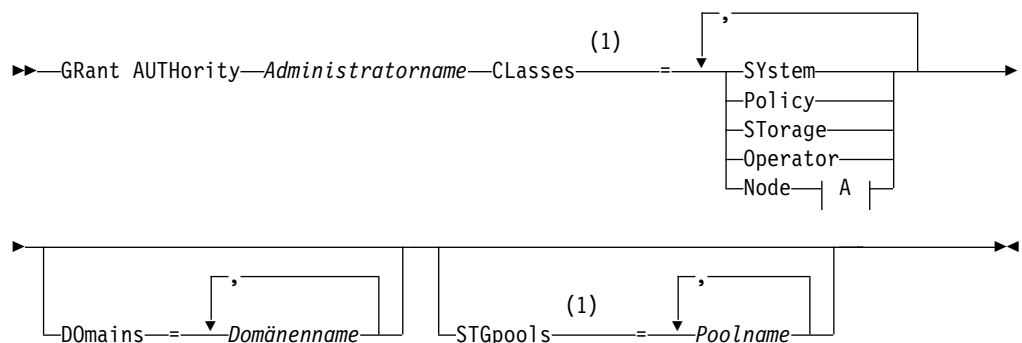 (1) ,
GRant AUTHority Administratorname CLasses = SYstem
Policy
STorage
Operator
Node A
, (1) ,
DOmains = Domänenname STGpools = Poolname